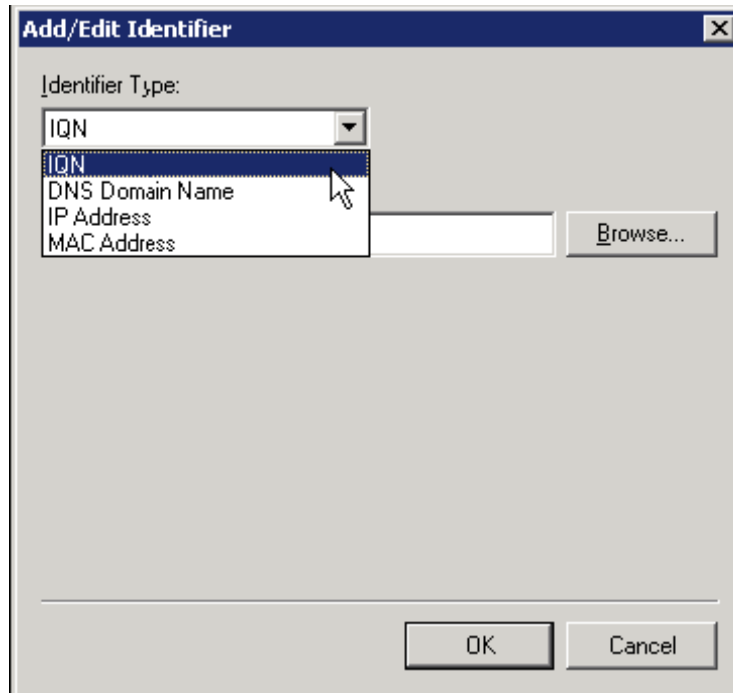 Add/Edit Identifier
Identifier Type:
IQN
IQN
DNS Domain Name
IP Address
MAC Address
Browse...
OK
Cancel